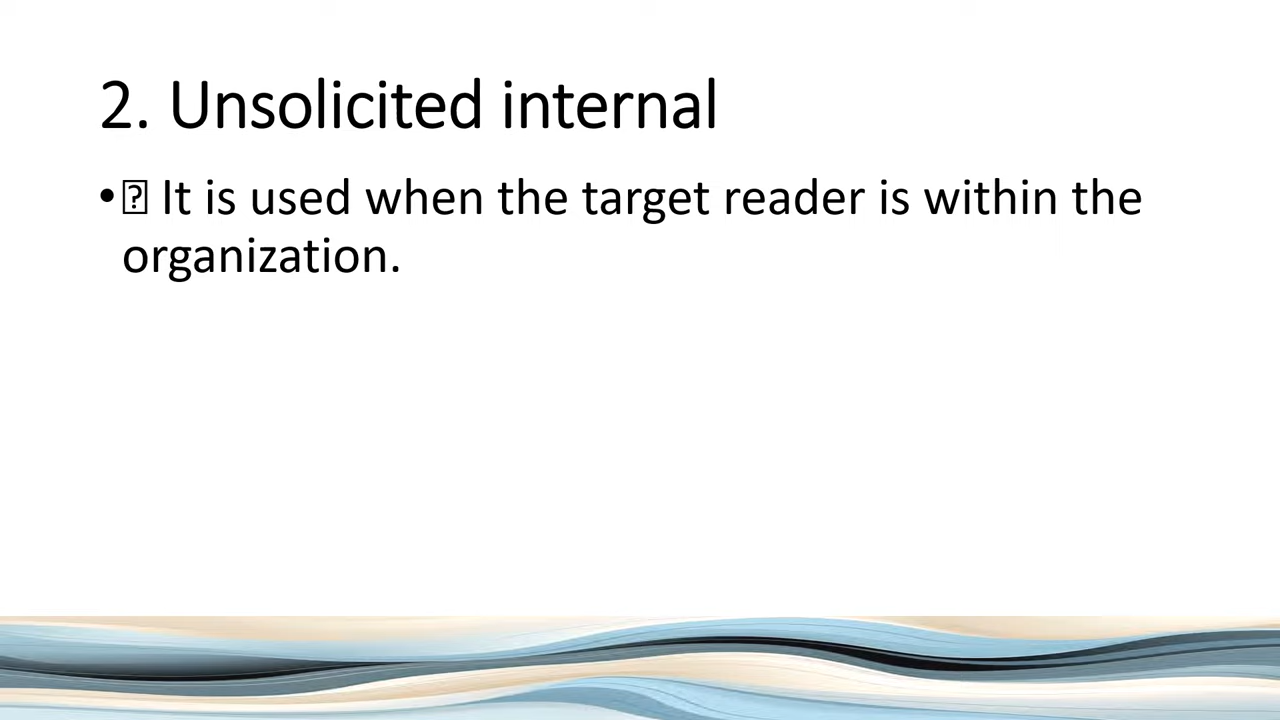 2. Unsolicited internal
•⍰ It is used when the target reader is within the
organization.